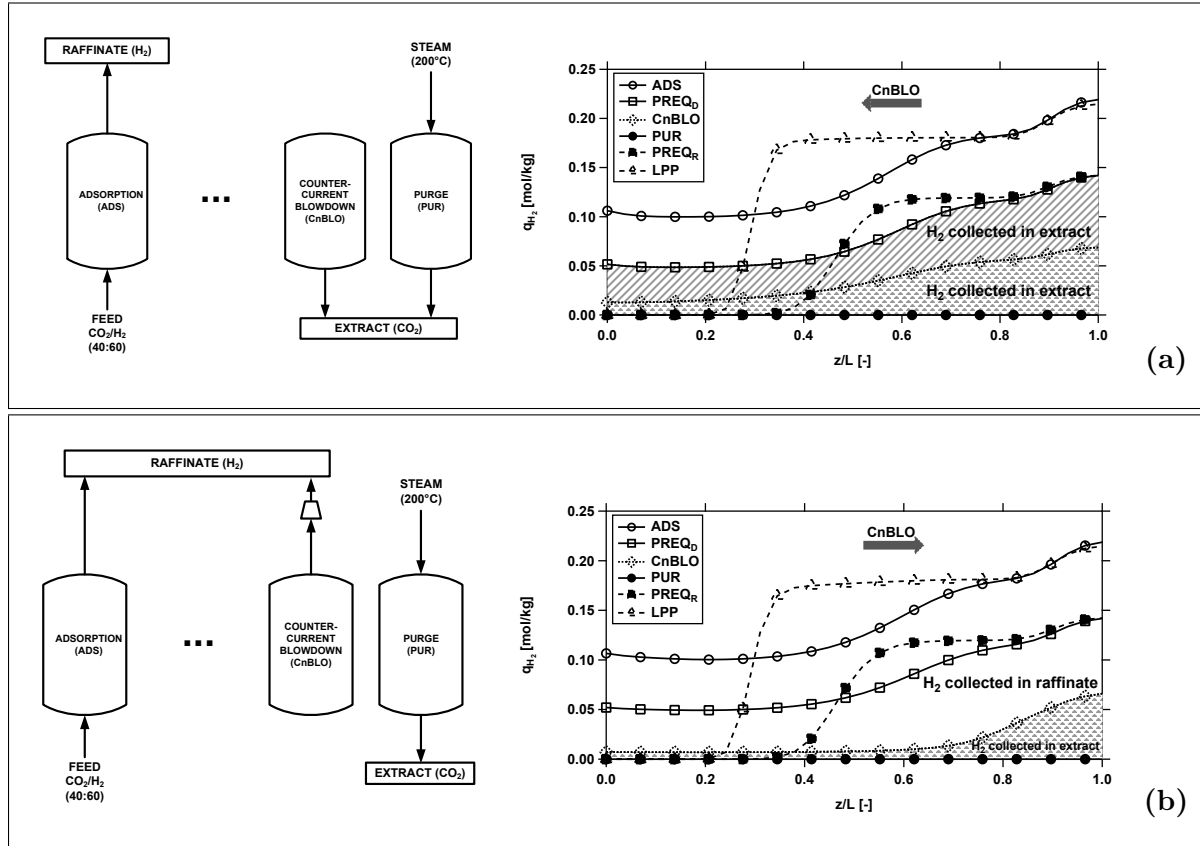 RAFFINATE (H₂)
STEAM
(200°C)
ADSORPTION
(ADS)
...
COUNTER-
CURRENT
BLOWDOWN
(CnBLO)
PURGE
(PUR)
FEED
CO₂/H₂
(40:60)
EXTRACT (CO₂)
q_H₂ [mol/kg]
0.25
0.20
0.15
0.10
0.05
0.00
ADS
PREQ_D
CnBLO
PUR
PREQ_R
LPP
CnBLO
H₂ collected in extract
H₂ collected in extract
0.0 0.2 0.4 0.6 0.8 1.0
z/L [-]
(a)
RAFFINATE (H₂)
STEAM
(200°C)
ADSORPTION
(ADS)
...
COUNTER-
CURRENT
BLOWDOWN
(CnBLO)
PURGE
(PUR)
FEED
CO₂/H₂
(40:60)
EXTRACT (CO₂)
q_H₂ [mol/kg]
0.25
0.20
0.15
0.10
0.05
0.00
ADS
PREQ_D
CnBLO
PUR
PREQ_R
LPP
CnBLO
H₂ collected in raffinate
H₂ collected in extract
0.0 0.2 0.4 0.6 0.8 1.0
z/L [-]
(b)